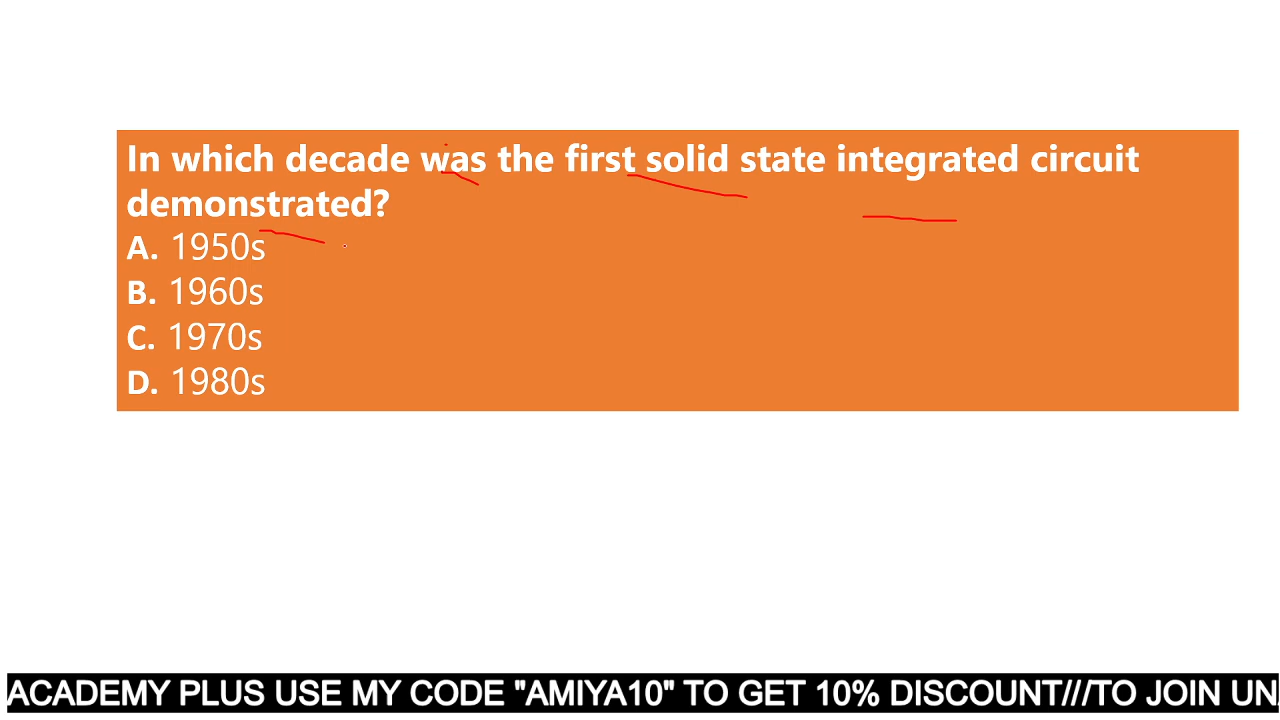 In which decade was the first solid state integrated circuit
demonstrated?
A. 1950s
B. 1960s
C. 1970s
D. 1980s
ACADEMY PLUS USE MY CODE "AMIYA10" TO GET 10% DISCOUNT///TO JOIN UN